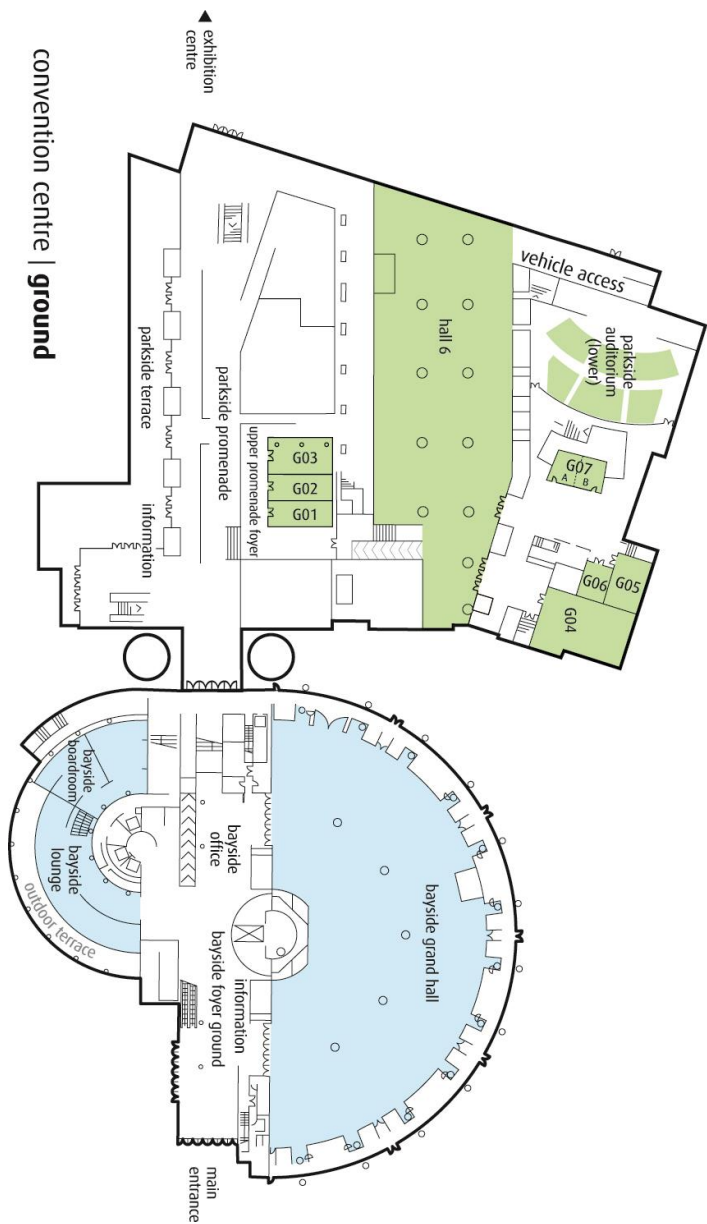 convention centre | ground
◀ exhibition
centre
vehicle access
parkside
auditorium
(lower)
hall 6
G07
A B
G05
G06
G04
G03
G02
G01
upper promenade foyer
parkside promenade
parkside terrace
information
bayside grand hall
bayside
office
information
bayside foyer ground
bayside
boardroom
bayside
lounge
outdoor terrace
main
entrance